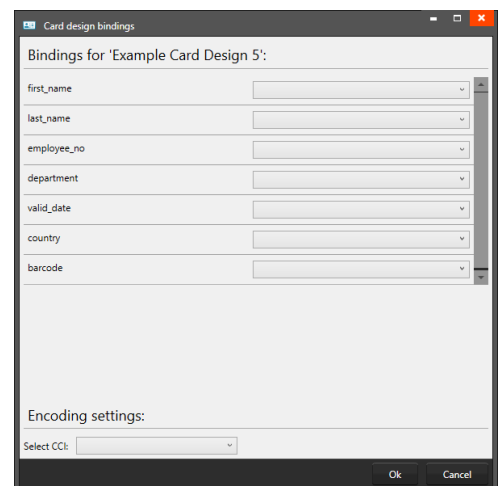 Card design bindings
Bindings for 'Example Card Design 5':
first_name
last_name
employee_no
department
valid_date
country
barcode
Encoding settings:
Select CCI:
Ok Cancel